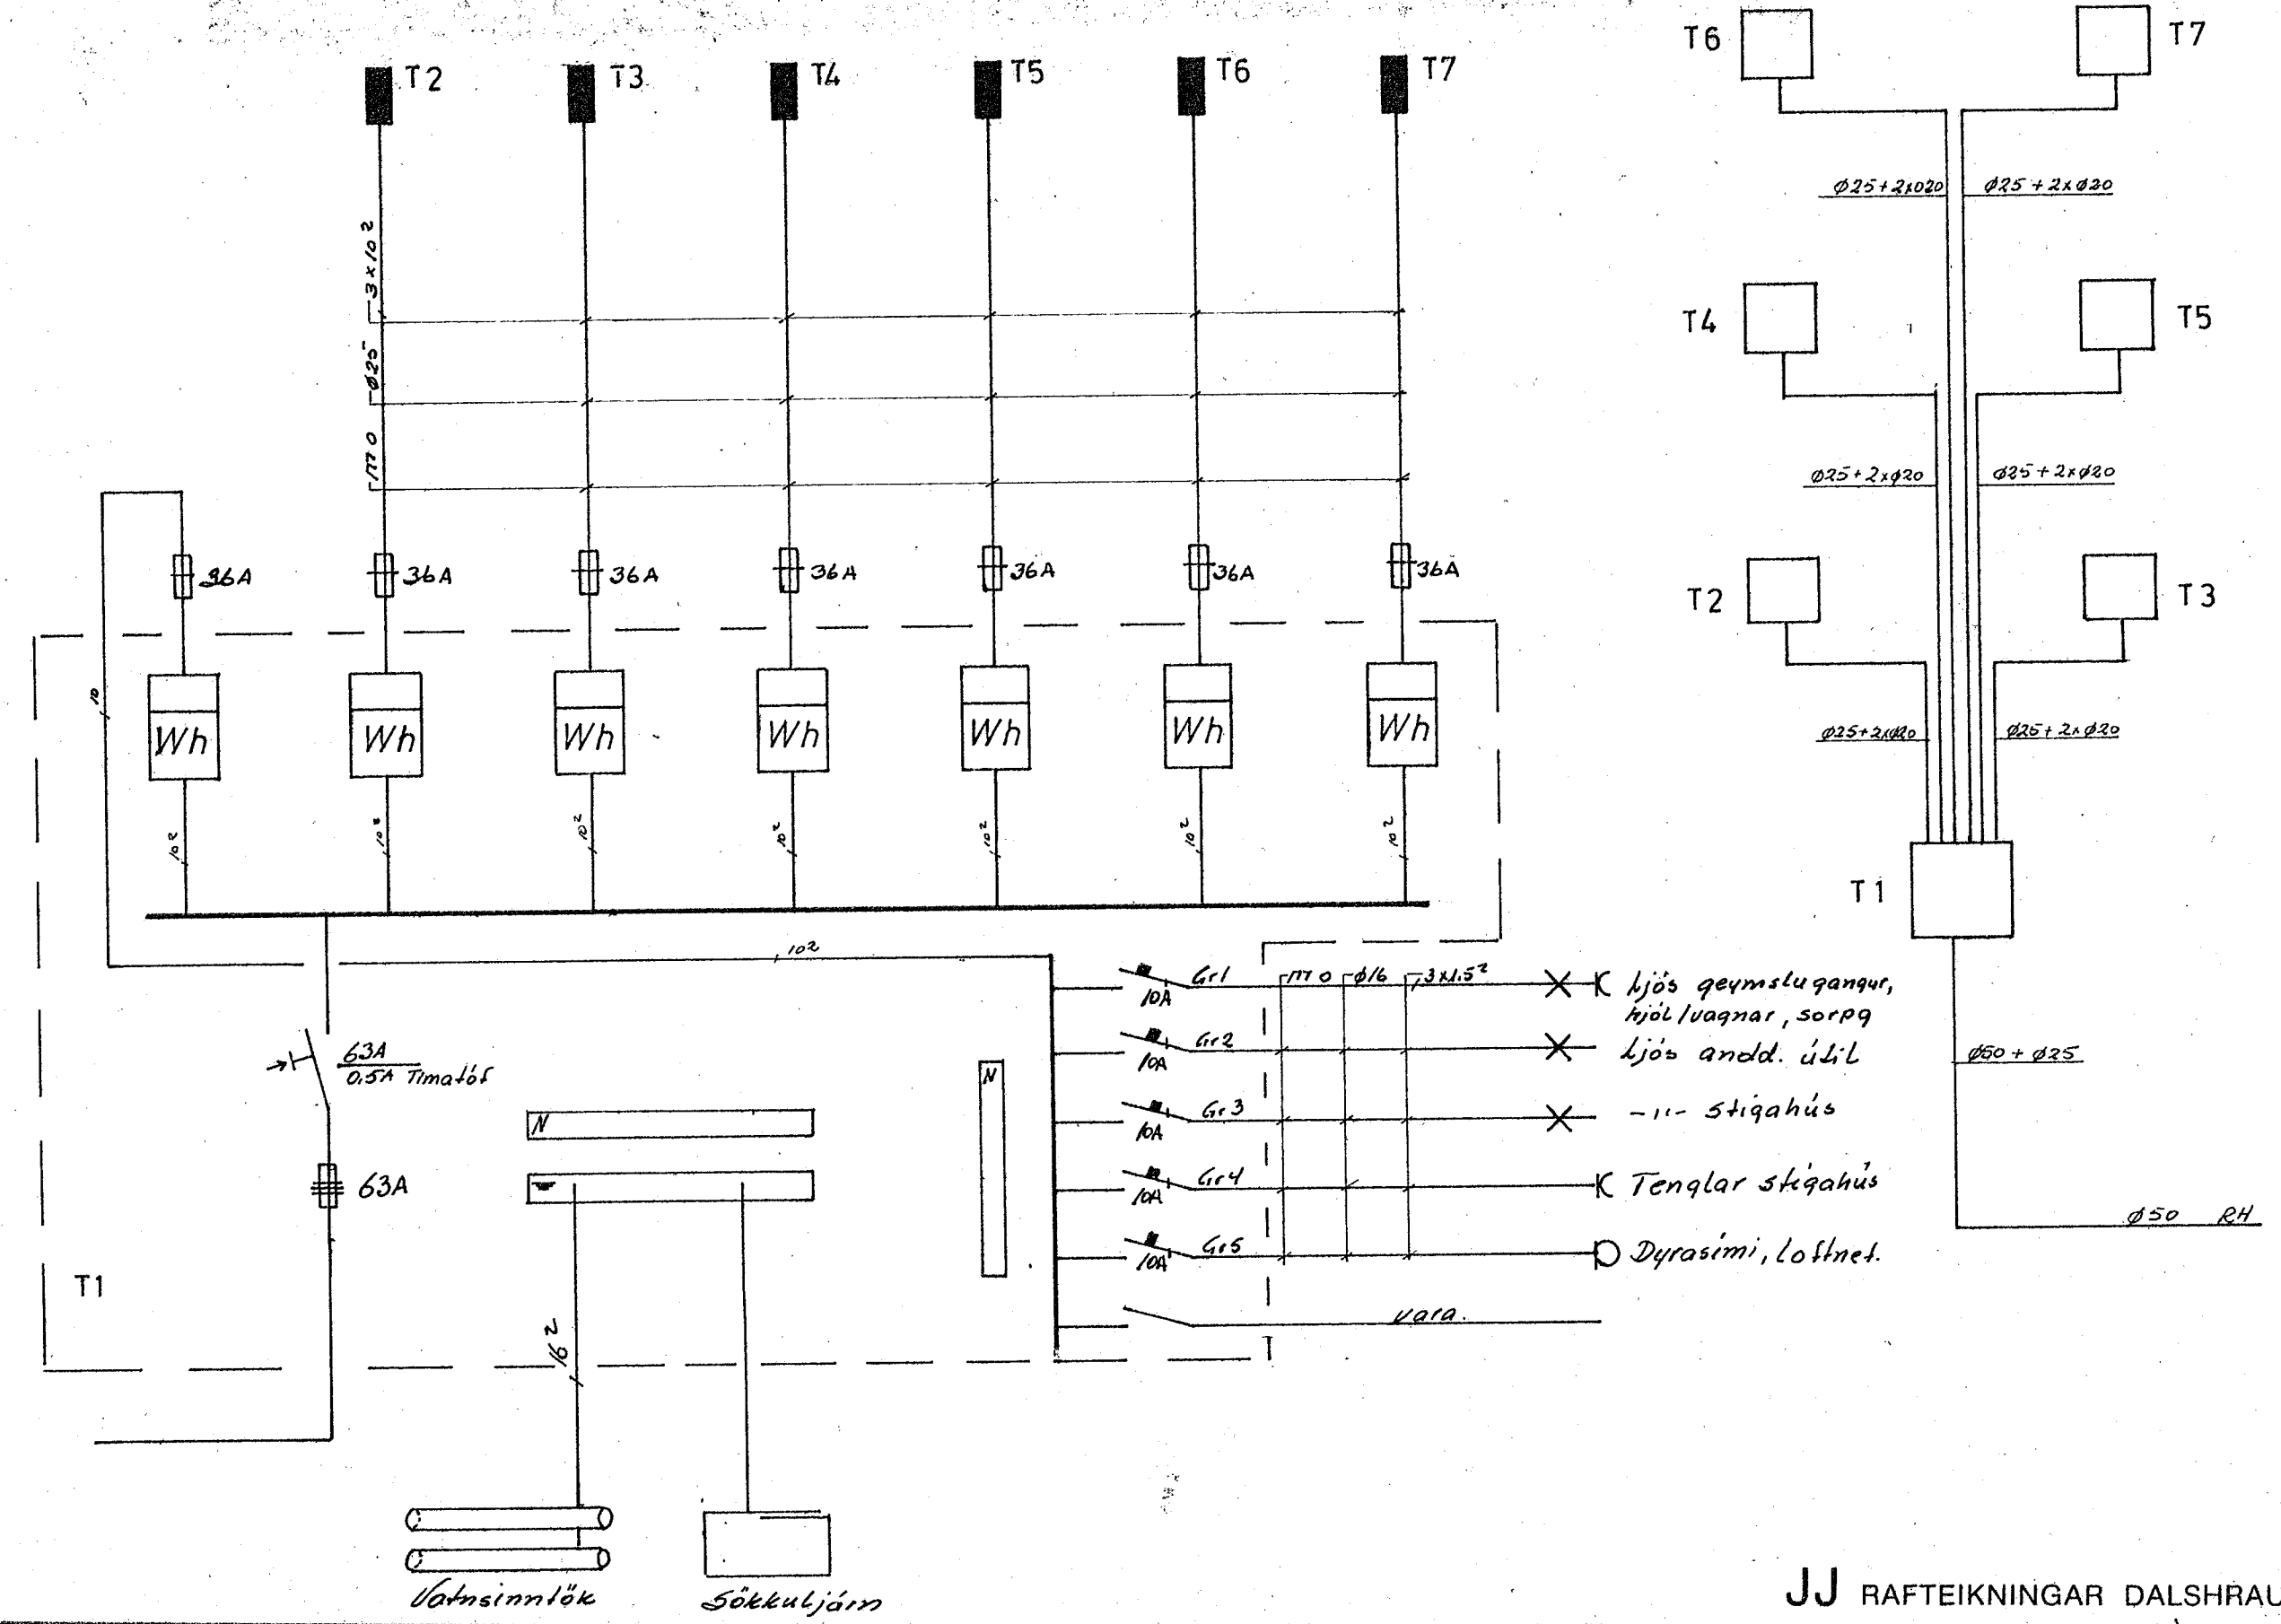 T2 T3 T4 T5 T6 T7
3x10²
ø25
m 0
36A 36A 36A 36A 36A 36A 36A
10
Wh Wh Wh Wh Wh Wh Wh
10² 10² 10² 10² 10² 10² 10²
10²
63A
0,5A Timatöf
63A
N
N
T1
16²
Vatnsinntök
Sökkuljárn
Gr1 m 0 ø16 3x1.5²
10A
Ljós geymslugangur,
hjól/vagnar, sorpg
Gr2
10A
Ljós andd. útil
Gr3
10A
-"- stigahús
Gr4
10A
Tenglar stigahús
Gr5
10A
Dyrasími, loftnet.
vara.
T6 T7
ø25+2xø20 ø25+2xø20
T4 T5
ø25+2xø20 ø25+2xø20
T2 T3
ø25+2xø20 ø25+2xø20
T1
ø50 + ø25
ø50 RH
JJ RAFTEIKNINGAR DALSHRAU